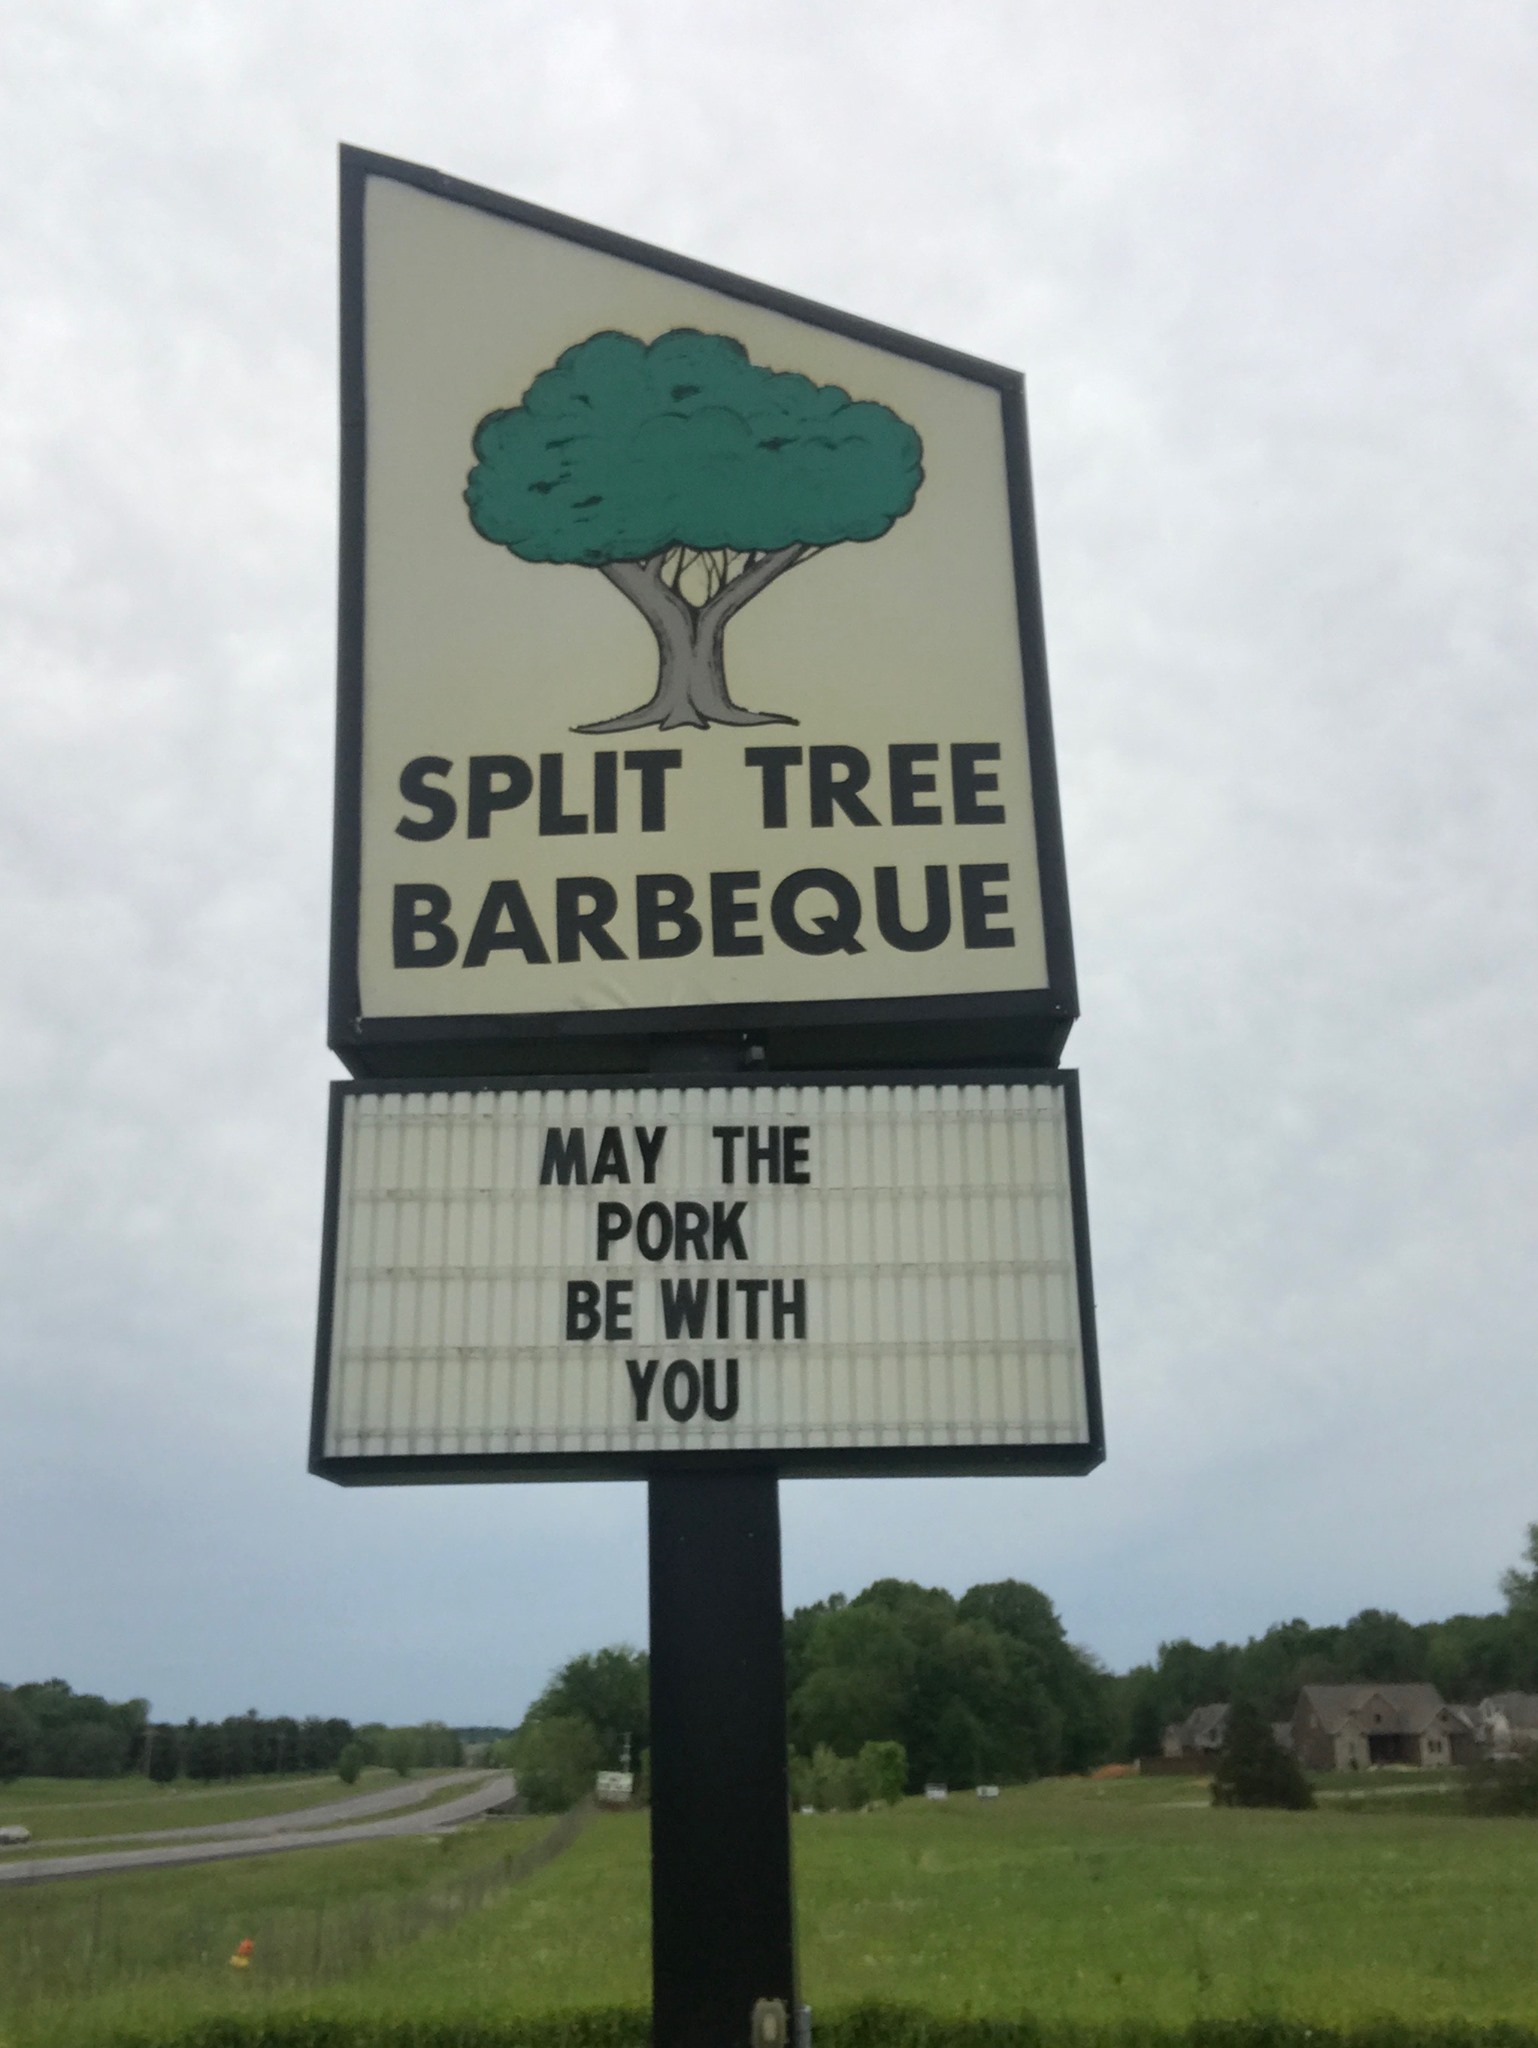 SPLIT TREE
BARBEQUE
MAY THE
PORK
BE WITH
YOU